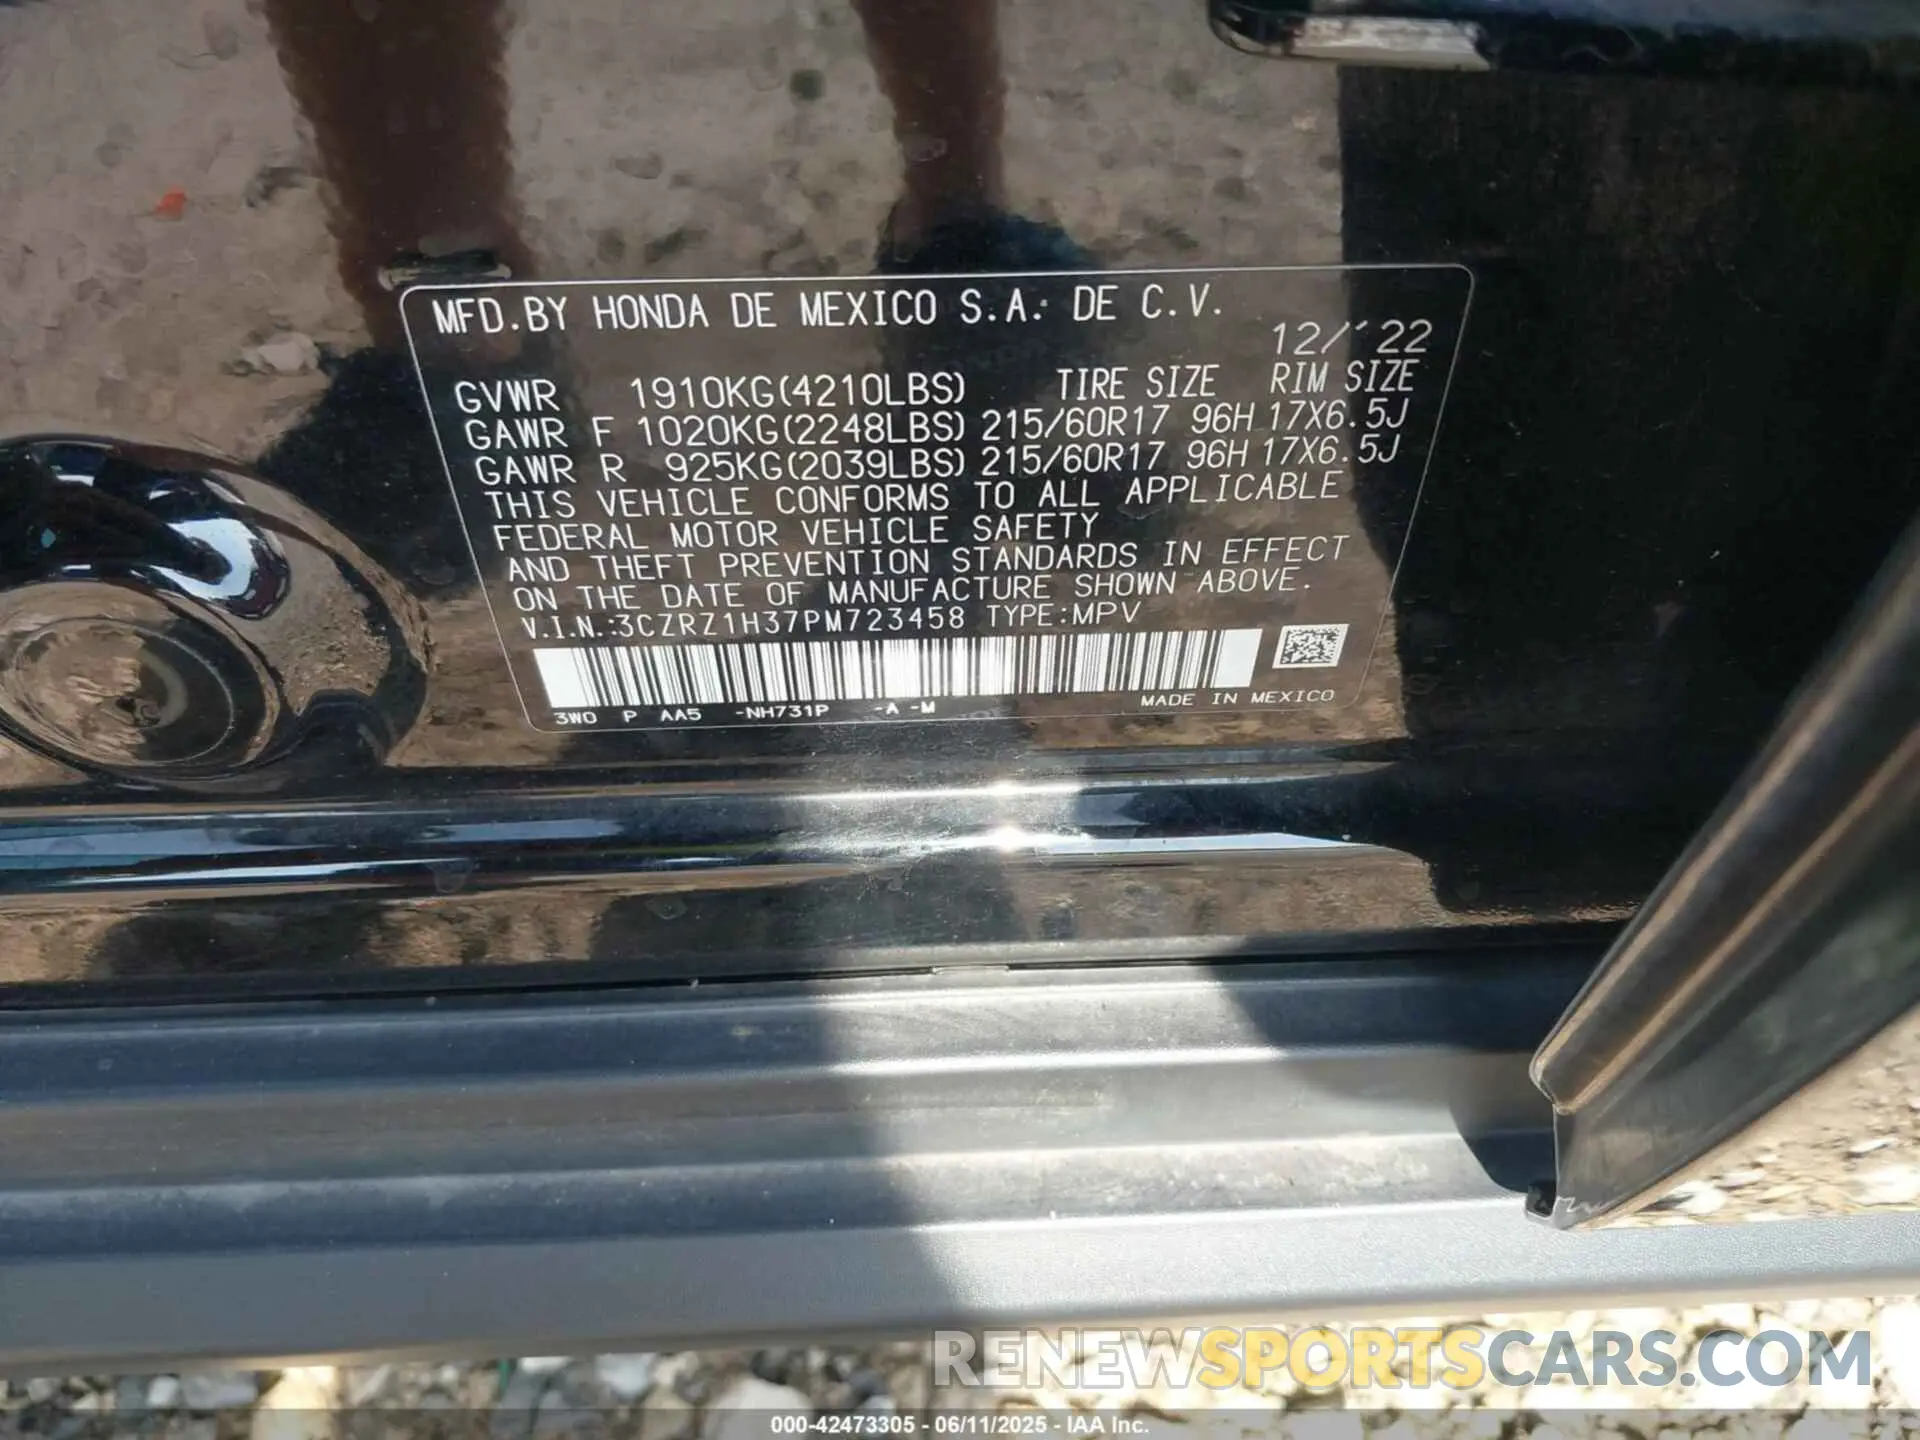 MFD.BY HONDA DE MEXICO S.A. DE C.V.
12/'22
GVWR 1910KG(4210LBS) TIRE SIZE RIM SIZE
GAWR F 1020KG(2248LBS) 215/60R17 96H 17X6.5J
GAWR R 925KG(2039LBS) 215/60R17 96H 17X6.5J
THIS VEHICLE CONFORMS TO ALL APPLICABLE
FEDERAL MOTOR VEHICLE SAFETY
AND THEFT PREVENTION STANDARDS IN EFFECT
ON THE DATE OF MANUFACTURE SHOWN ABOVE.
V.I.N.:3CZRZ1H37PM723458 TYPE:MPV
3W0 P AA5 -NH731P -A -M MADE IN MEXICO
RENEWSPORTSCARS.COM
000-42473305 - 06/11/2025 - IAA Inc.